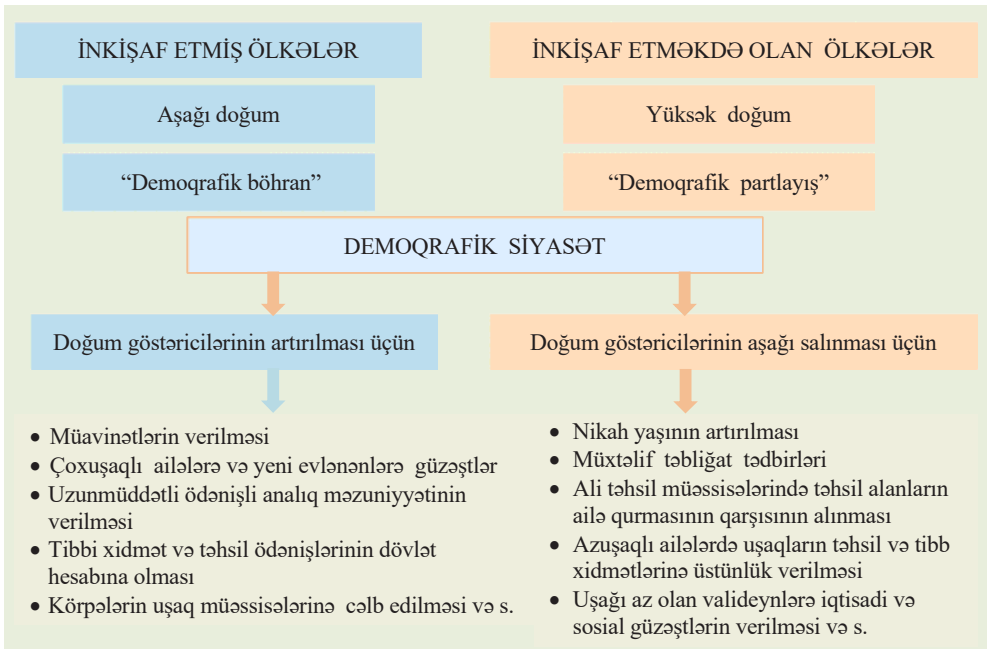 İNKİŞAF ETMİŞ ÖLKƏLƏR
Aşağı doğum
“Demoqrafik böhran”
İNKİŞAF ETMƏKDƏ OLAN ÖLKƏLƏR
Yüksək doğum
“Demoqrafik partlayış”
DEMOQRAFİK SİYASƏT
Doğum göstəricilərinin artırılması üçün
• Müavinətlərin verilməsi
• Çoxuşaqlı ailələrə və yeni evlənənlərə güzəştlər
• Uzunmüddətli ödənişli analıq məzuniyyətinin
verilməsi
• Tibbi xidmət və təhsil ödənişlərinin dövlət
hesabına olması
• Körpələrin uşaq müəssisələrinə cəlb edilməsi və s.
Doğum göstəricilərinin aşağı salınması üçün
• Nikah yaşının artırılması
• Müxtəlif təbliğat tədbirləri
• Ali təhsil müəssisələrində təhsil alanların
ailə qurmasının qarşısının alınması
• Azuşaqlı ailələrdə uşaqların təhsil və tibb
xidmətlərinə üstünlük verilməsi
• Uşağı az olan valideynlərə iqtisadi və
sosial güzəştlərin verilməsi və s.